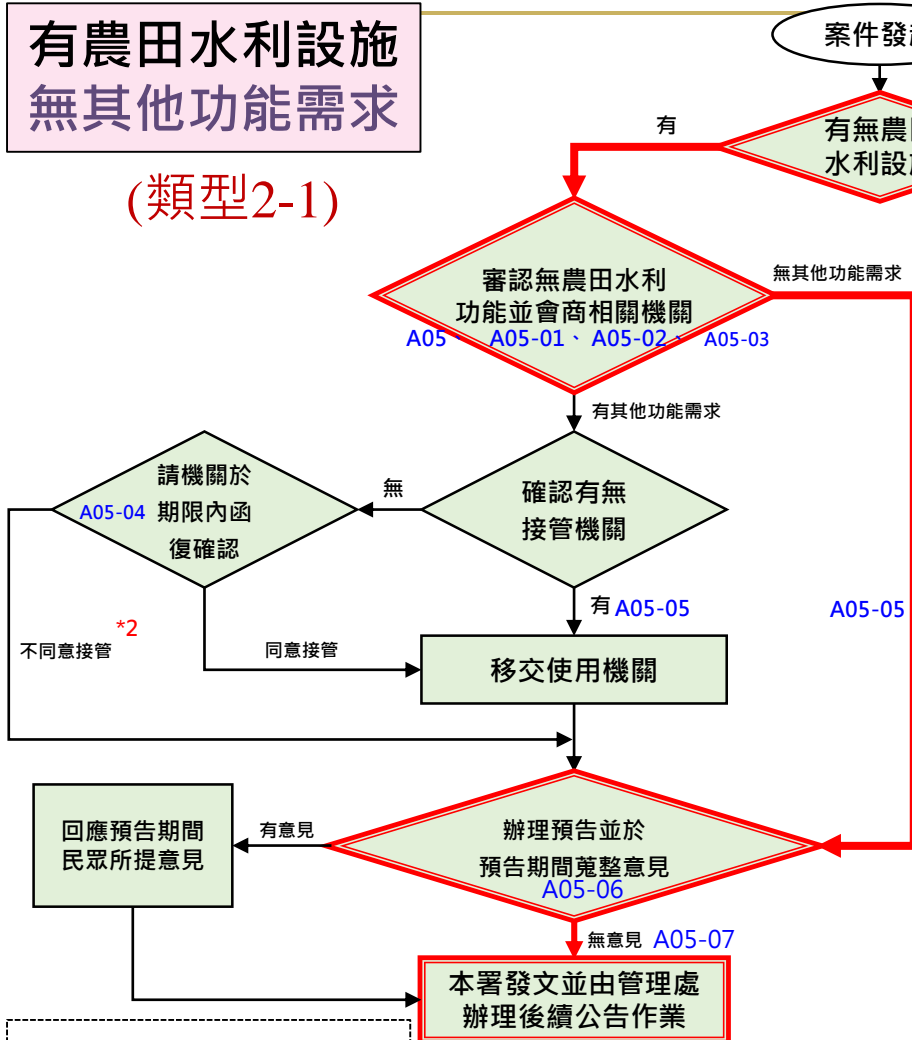 有農田水利設施
無其他功能需求
(類型2-1)
案件發
有
有無農
水利設
審認無農田水利
功能並會商相關機關
A05、 A05-01、A05-02、 A05-03
無其他功能需求
有其他功能需求
請機關於
A05-04 期限內函
復確認
無
確認有無
接管機關
有 A05-05
A05-05
*2
不同意接管
同意接管
移交使用機關
回應預告期間
民眾所提意見
有意見
辦理預告並於
預告期間蒐整意見
A05-06
無意見 A05-07
本署發文並由管理處
辦理後續公告作業